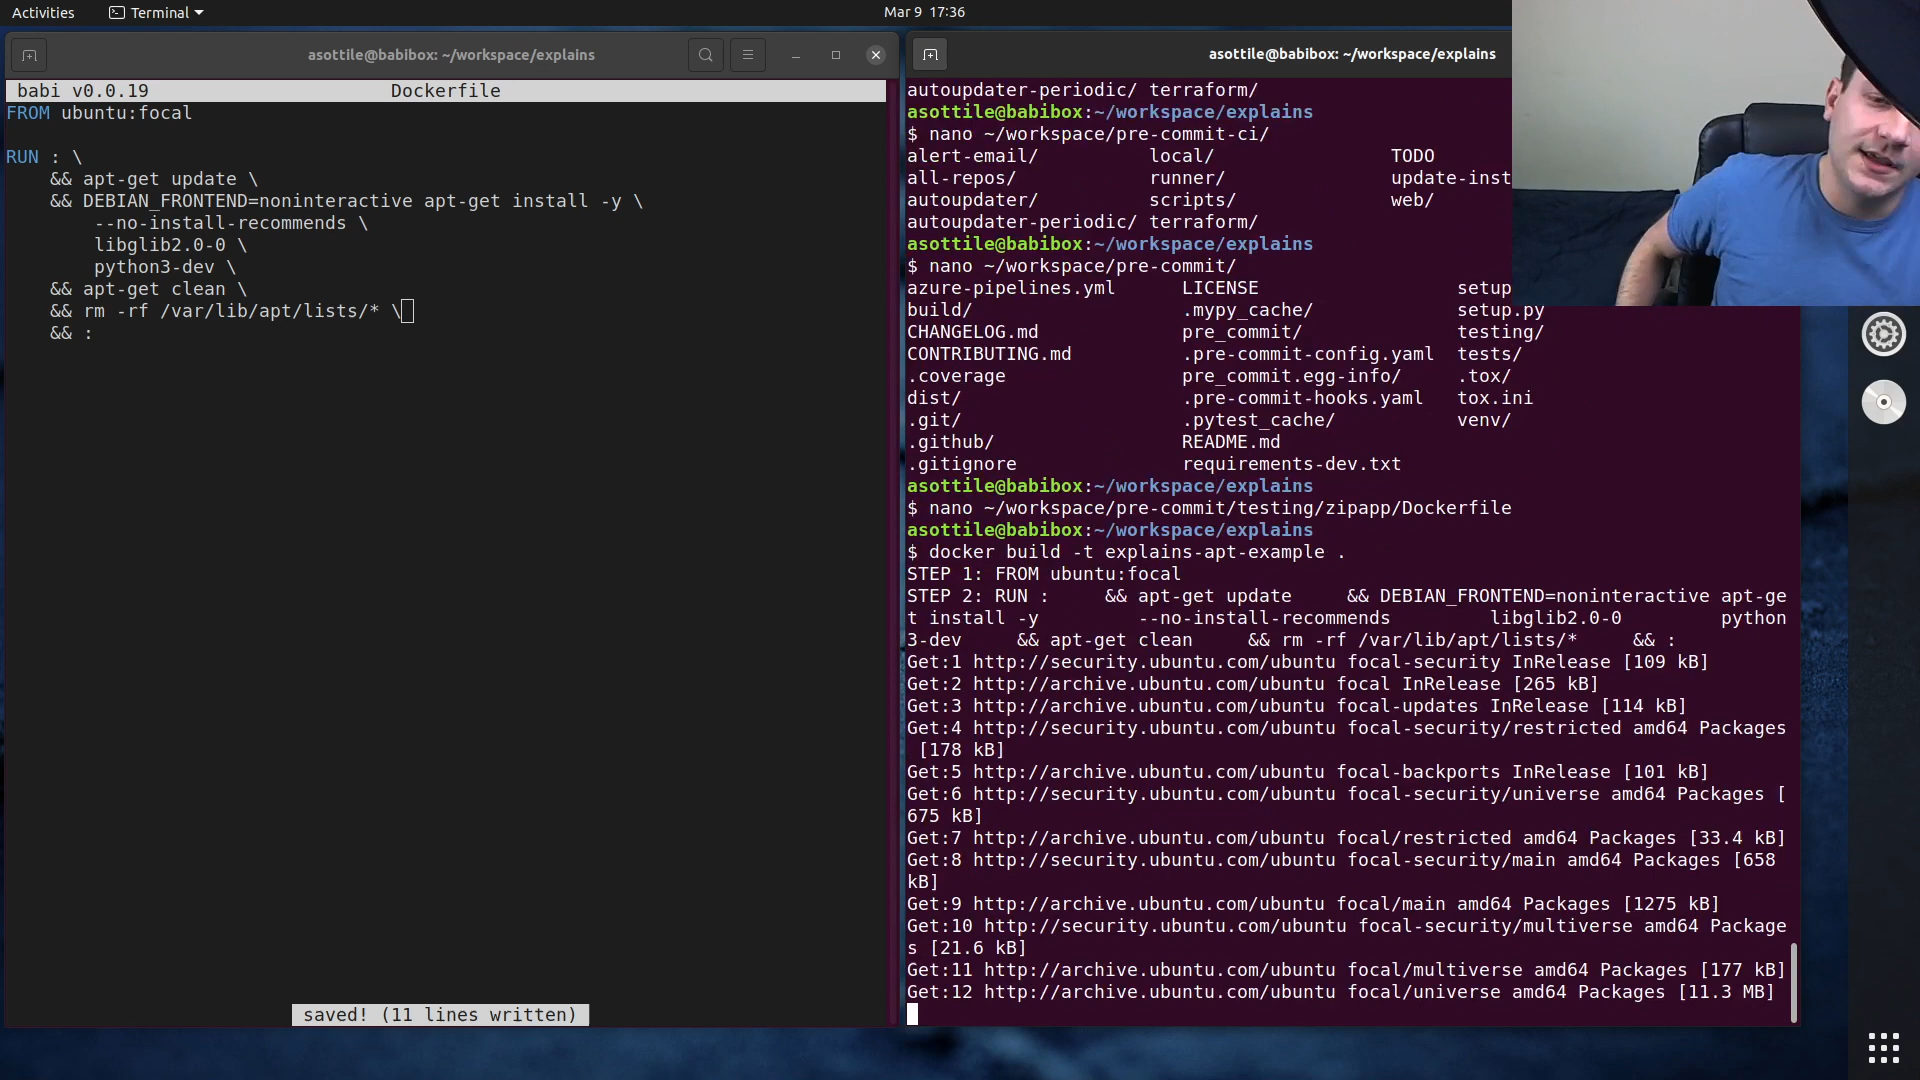 Activities
Terminal
Mar 9 17:36
asottile@babibox: ~/workspace/explains
babi v0.0.19 Dockerfile
FROM ubuntu:focal
RUN : \
&& apt-get update \
&& DEBIAN_FRONTEND=noninteractive apt-get install -y \
--no-install-recommends \
libglib2.0-0 \
python3-dev \
&& apt-get clean \
&& rm -rf /var/lib/apt/lists/* \
&& :
saved! (11 lines written)
asottile@babibox: ~/workspace/explains
autoupdater-periodic/ terraform/
asottile@babibox:~/workspace/explains
$ nano ~/workspace/pre-commit-ci/
alert-email/ local/ TODO
all-repos/ runner/ update-inst
autoupdater/ scripts/ web/
autoupdater-periodic/ terraform/
asottile@babibox:~/workspace/explains
$ nano ~/workspace/pre-commit/
azure-pipelines.yml LICENSE setup
build/ .mypy_cache/ setup.py
CHANGELOG.md pre_commit/ testing/
CONTRIBUTING.md .pre-commit-config.yaml tests/
.coverage pre_commit.egg-info/ .tox/
dist/ .pre-commit-hooks.yaml tox.ini
.git/ .pytest_cache/ venv/
.github/ README.md
.gitignore requirements-dev.txt
asottile@babibox:~/workspace/explains
$ nano ~/workspace/pre-commit/testing/zipapp/Dockerfile
asottile@babibox:~/workspace/explains
$ docker build -t explains-apt-example .
STEP 1: FROM ubuntu:focal
STEP 2: RUN : && apt-get update && DEBIAN_FRONTEND=noninteractive apt-ge
t install -y --no-install-recommends libglib2.0-0 python
3-dev && apt-get clean && rm -rf /var/lib/apt/lists/* && :
Get:1 http://security.ubuntu.com/ubuntu focal-security InRelease [109 kB]
Get:2 http://archive.ubuntu.com/ubuntu focal InRelease [265 kB]
Get:3 http://archive.ubuntu.com/ubuntu focal-updates InRelease [114 kB]
Get:4 http://security.ubuntu.com/ubuntu focal-security/restricted amd64 Packages
[178 kB]
Get:5 http://archive.ubuntu.com/ubuntu focal-backports InRelease [101 kB]
Get:6 http://security.ubuntu.com/ubuntu focal-security/universe amd64 Packages [
675 kB]
Get:7 http://archive.ubuntu.com/ubuntu focal/restricted amd64 Packages [33.4 kB]
Get:8 http://security.ubuntu.com/ubuntu focal-security/main amd64 Packages [658
kB]
Get:9 http://archive.ubuntu.com/ubuntu focal/main amd64 Packages [1275 kB]
Get:10 http://security.ubuntu.com/ubuntu focal-security/multiverse amd64 Package
s [21.6 kB]
Get:11 http://archive.ubuntu.com/ubuntu focal/multiverse amd64 Packages [177 kB]
Get:12 http://archive.ubuntu.com/ubuntu focal/universe amd64 Packages [11.3 MB]